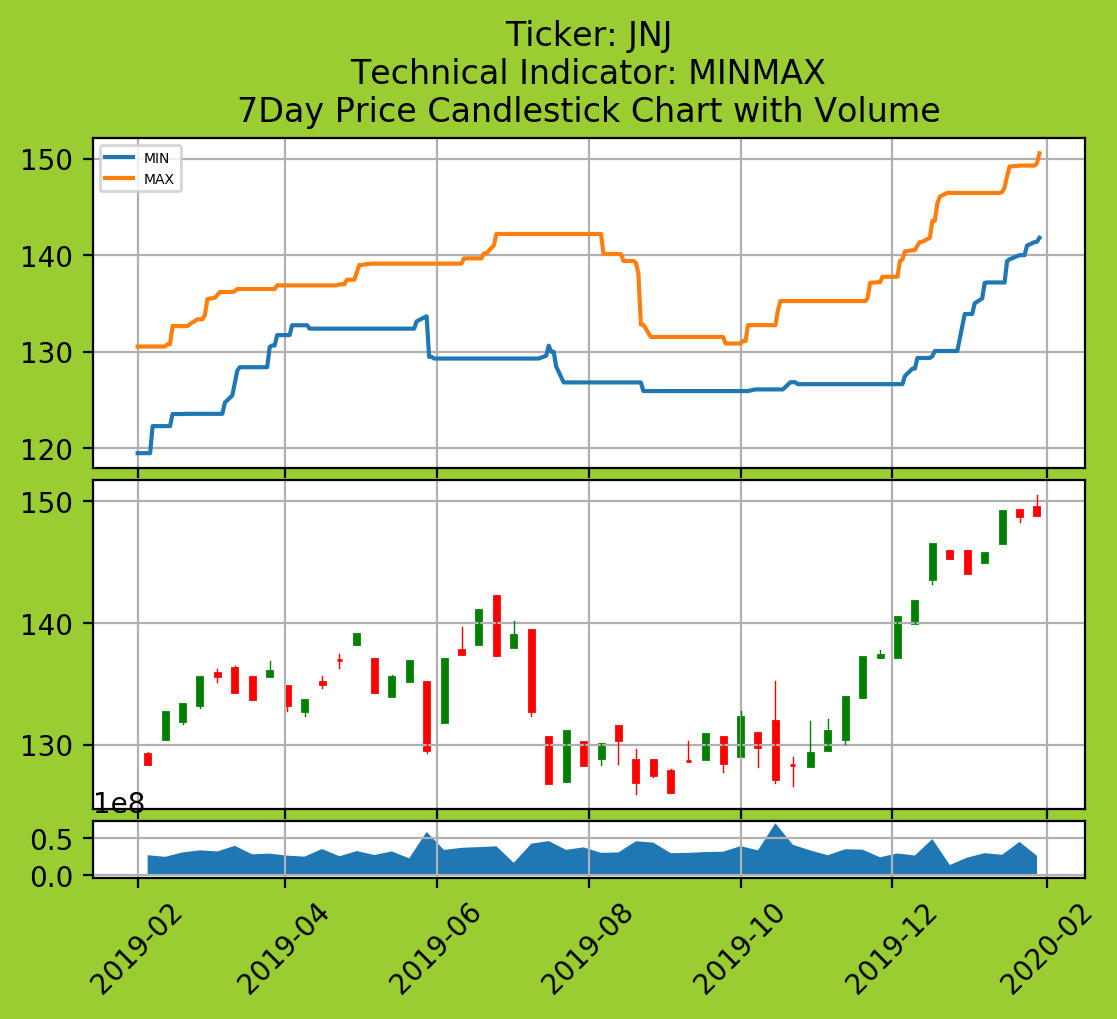 Ticker: JNJ
Technical Indicator: MINMAX
7Day Price Candlestick Chart with Volume
MIN
MAX
150
140
130
120
150
140
130
1e8
0.5
0.0
2019-02
2019-04
2019-06
2019-08
2019-10
2019-12
2020-02